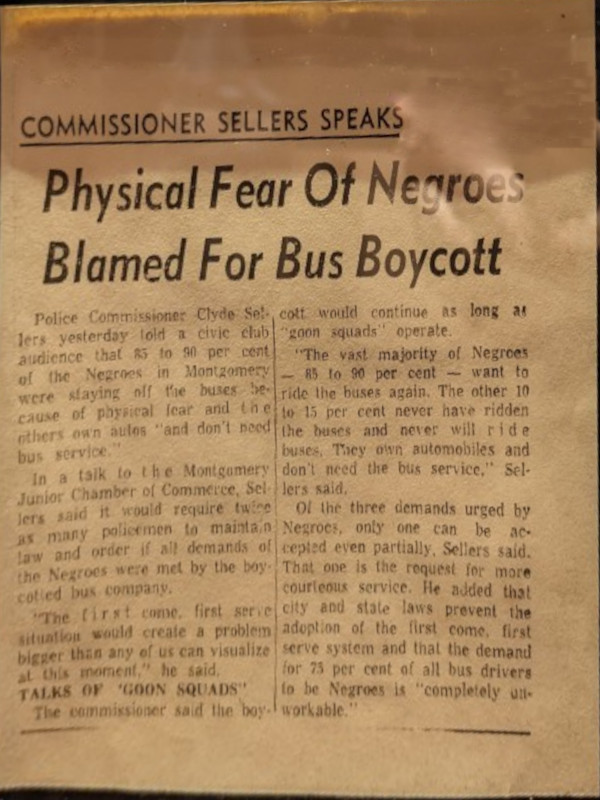 COMMISSIONER SELLERS SPEAKS
Physical Fear Of Negroes
Blamed For Bus Boycott
Police Commissioner Clyde Sel-
lers yesterday told a civic club
audience that 85 to 90 per cent
of the Negroes in Montgomery
were staying off the buses be-
cause of physical fear and the
others own autos "and don't need
bus service."
In a talk to the Montgomery
Junior Chamber of Commerce, Sel-
lers said it would require twice
as many policemen to maintain
law and order if all demands of
the Negroes were met by the boy-
cotted bus company.
"The first come, first serve
situation would create a problem
bigger than any of us can visualize
at this moment," he said.
TALKS OF 'GOON SQUADS"
The commissioner said the boy-
cott would continue as long as
"goon squads" operate.
"The vast majority of Negroes
— 85 to 90 per cent — want to
ride the buses again. The other 10
to 15 per cent never have ridden
the buses and never will ride
buses. They own automobiles and
don't need the bus service," Sel-
lers said.
Of the three demands urged by
Negroes, only one can be ac-
cepted even partially, Sellers said.
That one is the request for more
courteous service. He added that
city and state laws prevent the
adoption of the first come, first
serve system and that the demand
for 75 per cent of all bus drivers
to be Negroes is "completely un-
workable."